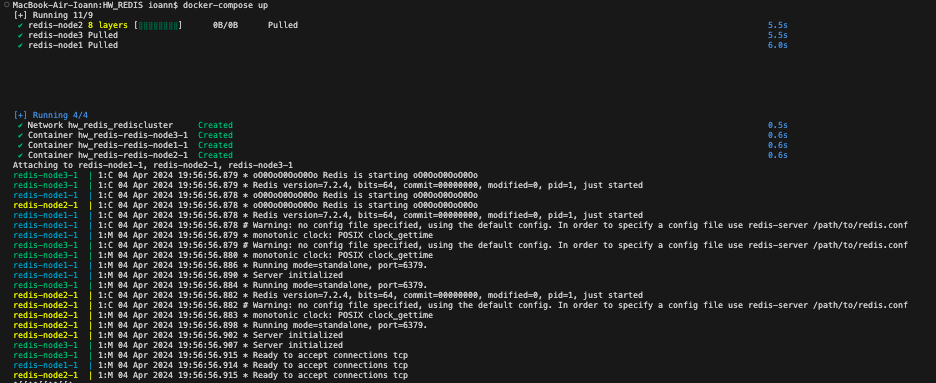 MacBook-Air-Ioann:HW_REDIS ioann$ docker-compose up
[+] Running 11/9
✔ redis-node2 8 layers [⣿⣿⣿⣿⣿⣿⣿⣿] 0B/0B Pulled 5.5s
✔ redis-node3 Pulled 5.5s
✔ redis-node1 Pulled 6.0s
[+] Running 4/4
✔ Network hw_redis_rediscluster Created 0.5s
✔ Container hw_redis-redis-node3-1 Created 0.6s
✔ Container hw_redis-redis-node1-1 Created 0.6s
✔ Container hw_redis-redis-node2-1 Created 0.6s
Attaching to redis-node1-1, redis-node2-1, redis-node3-1
redis-node3-1 | 1:C 04 Apr 2024 19:56:56.879 * oO0OoO0OoO0Oo Redis is starting oO0OoO0OoO0Oo
redis-node3-1 | 1:C 04 Apr 2024 19:56:56.879 * Redis version=7.2.4, bits=64, commit=00000000, modified=0, pid=1, just started
redis-node1-1 | 1:C 04 Apr 2024 19:56:56.878 * oO0OoO0OoO0Oo Redis is starting oO0OoO0OoO0Oo
redis-node2-1 | 1:C 04 Apr 2024 19:56:56.878 * oO0OoO0OoO0Oo Redis is starting oO0OoO0OoO0Oo
redis-node1-1 | 1:C 04 Apr 2024 19:56:56.878 * Redis version=7.2.4, bits=64, commit=00000000, modified=0, pid=1, just started
redis-node1-1 | 1:C 04 Apr 2024 19:56:56.878 # Warning: no config file specified, using the default config. In order to specify a config file use redis-server /path/to/redis.conf
redis-node1-1 | 1:M 04 Apr 2024 19:56:56.879 * monotonic clock: POSIX clock_gettime
redis-node3-1 | 1:C 04 Apr 2024 19:56:56.879 # Warning: no config file specified, using the default config. In order to specify a config file use redis-server /path/to/redis.conf
redis-node3-1 | 1:M 04 Apr 2024 19:56:56.880 * monotonic clock: POSIX clock_gettime
redis-node1-1 | 1:M 04 Apr 2024 19:56:56.886 * Running mode=standalone, port=6379.
redis-node1-1 | 1:M 04 Apr 2024 19:56:56.890 * Server initialized
redis-node3-1 | 1:M 04 Apr 2024 19:56:56.884 * Running mode=standalone, port=6379.
redis-node2-1 | 1:C 04 Apr 2024 19:56:56.882 * Redis version=7.2.4, bits=64, commit=00000000, modified=0, pid=1, just started
redis-node2-1 | 1:C 04 Apr 2024 19:56:56.882 # Warning: no config file specified, using the default config. In order to specify a config file use redis-server /path/to/redis.conf
redis-node2-1 | 1:M 04 Apr 2024 19:56:56.883 * monotonic clock: POSIX clock_gettime
redis-node2-1 | 1:M 04 Apr 2024 19:56:56.898 * Running mode=standalone, port=6379.
redis-node2-1 | 1:M 04 Apr 2024 19:56:56.902 * Server initialized
redis-node3-1 | 1:M 04 Apr 2024 19:56:56.907 * Server initialized
redis-node3-1 | 1:M 04 Apr 2024 19:56:56.915 * Ready to accept connections tcp
redis-node1-1 | 1:M 04 Apr 2024 19:56:56.914 * Ready to accept connections tcp
redis-node2-1 | 1:M 04 Apr 2024 19:56:56.915 * Ready to accept connections tcp